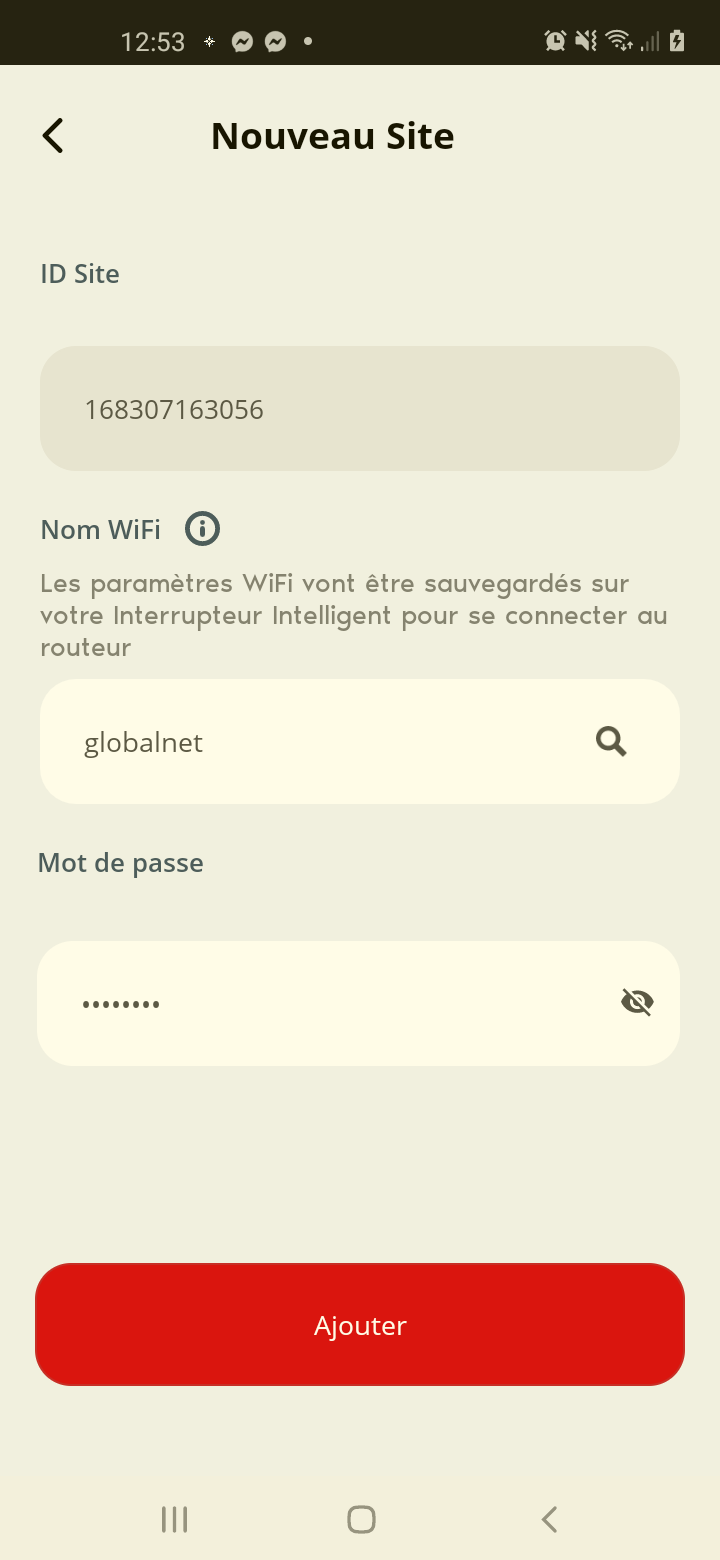 12:53
Nouveau Site
ID Site
168307163056
Nom WiFi
Les paramètres WiFi vont être sauvegardés sur
votre Interrupteur Intelligent pour se connecter au
routeur
globalnet
Mot de passe
••••••••
Ajouter